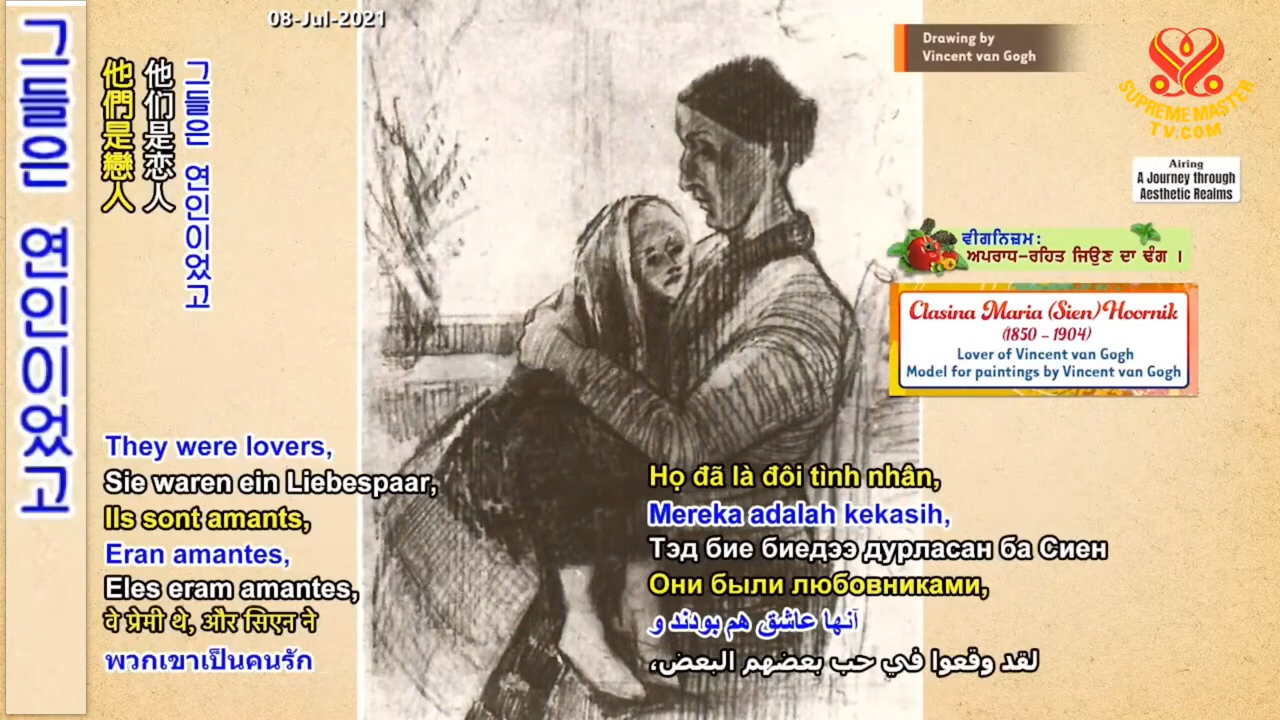 그들은 연인이었고
08-Jul-2021
他們是戀人
他们是恋人
그들은 연인이었고
Drawing by
Vincent van Gogh
SUPREME MASTER
TV.COM
Airing
A Journey through
Aesthetic Realms
ਵੀਗਨਿਜ਼ਮ:
ਅਪਰਾਧ-ਰਹਿਤ ਜਿਉਣ ਦਾ ਢੰਗ ।
Clasina Maria (Sien) Hoornik
(1850 – 1904)
Lover of Vincent van Gogh
Model for paintings by Vincent van Gogh
They were lovers,
Sie waren ein Liebespaar,
Ils sont amants,
Eran amantes,
Eles eram amantes,
वे प्रेमी थे, और सिएन ने
พวกเขาเป็นคนรัก
Họ đã là đôi tình nhân,
Mereka adalah kekasih,
Тэд бие биедээ дурласан ба Сиен
Они были любовниками,
آنها عاشق هم بودند و
لقد وقعوا في حب بعضهم البعض،